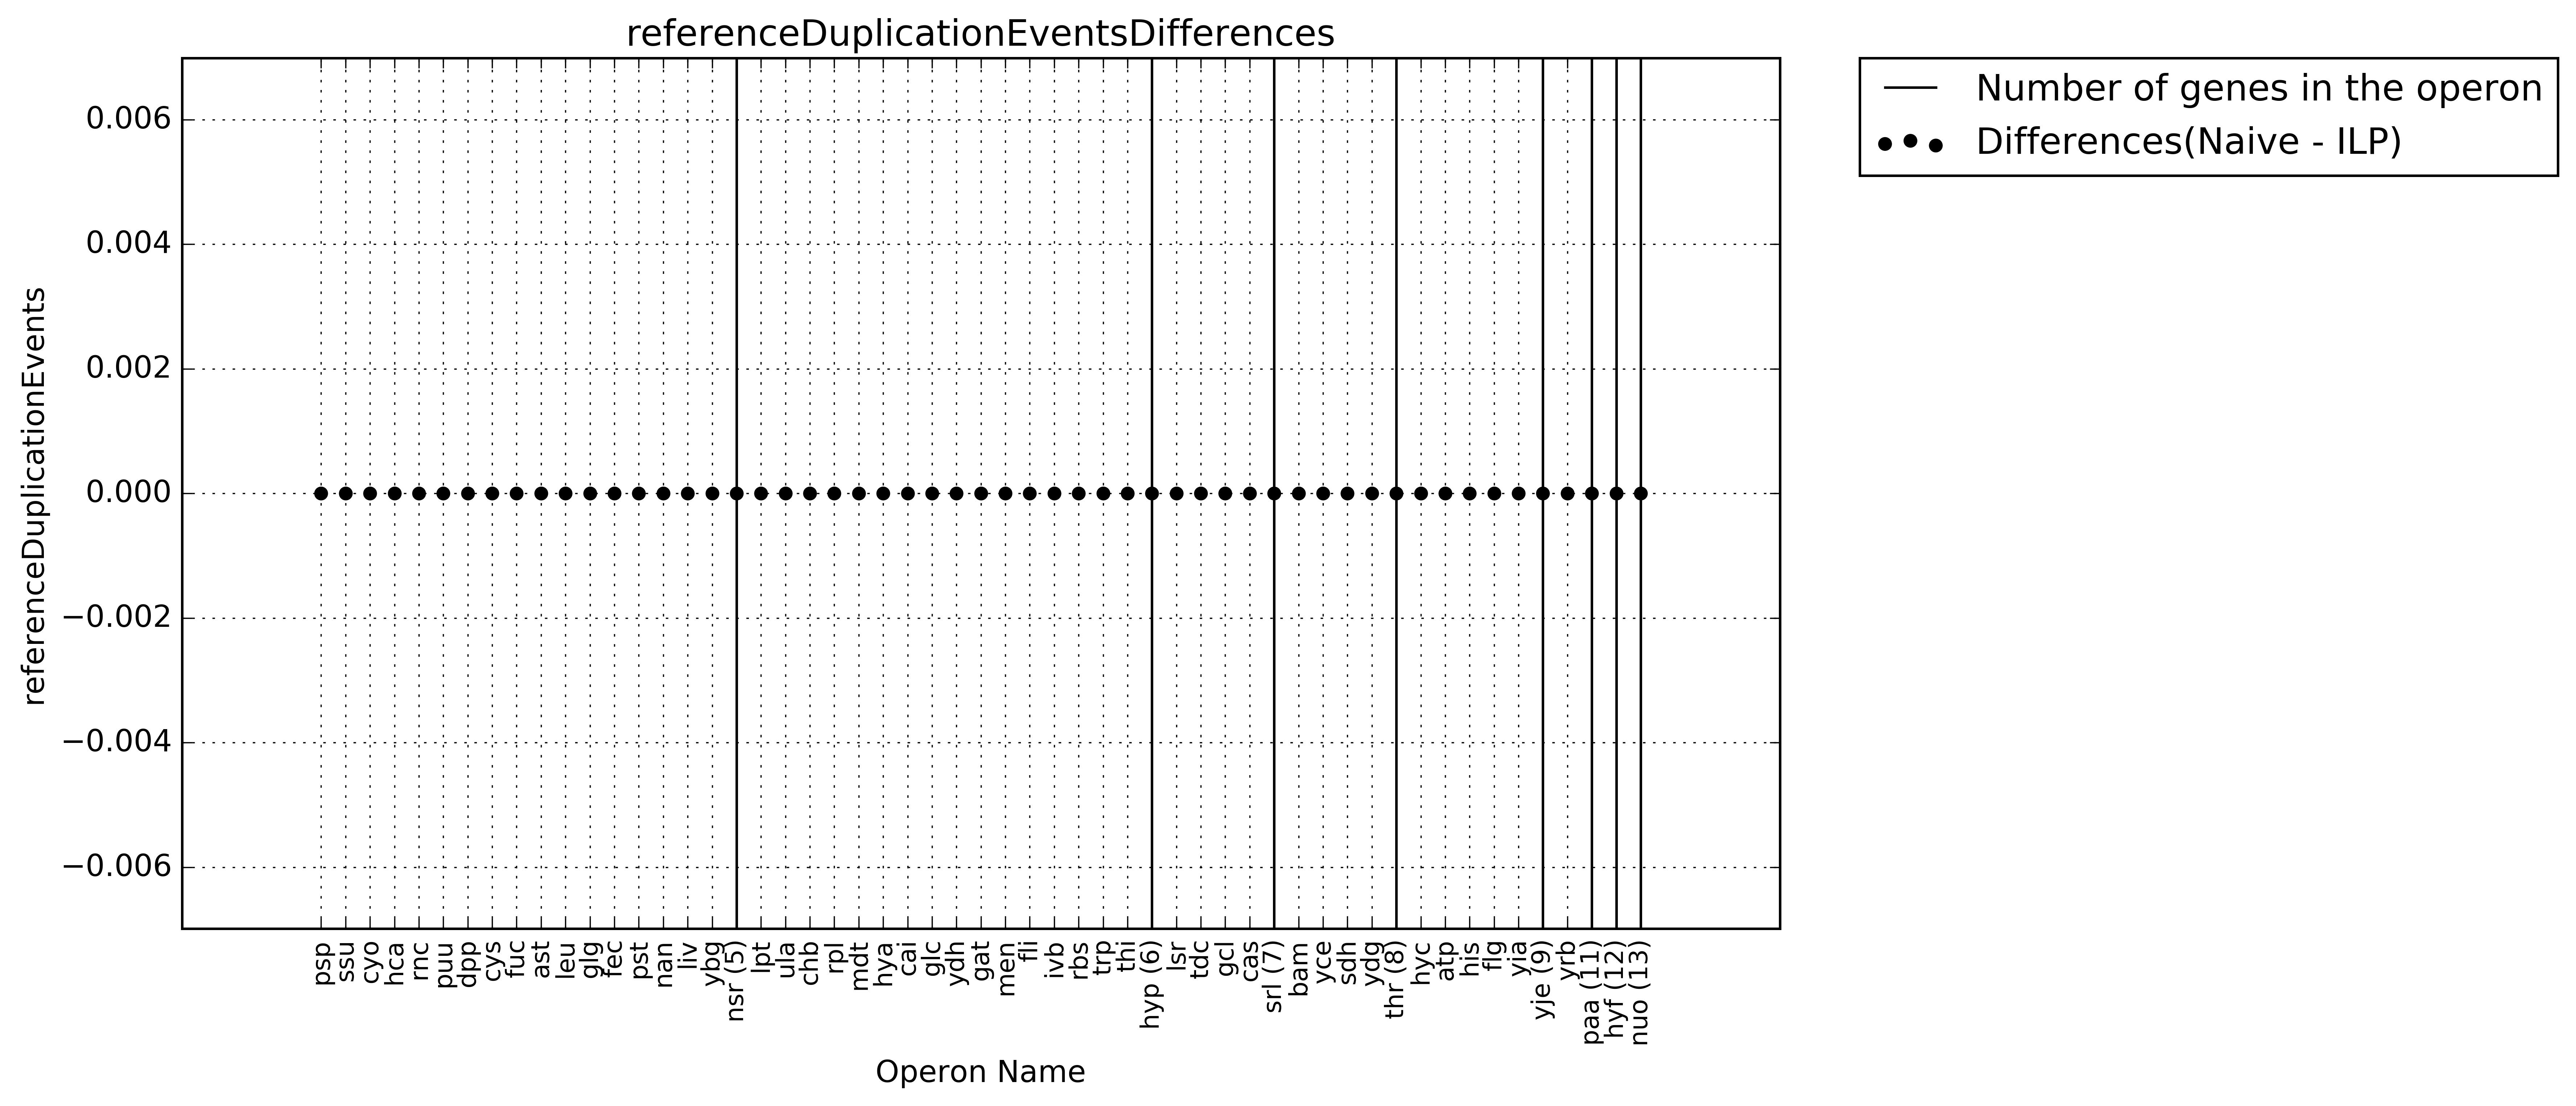 referenceDuplicationEventsDifferences
Number of genes in the operon
Differences(Naive - ILP)
referenceDuplicationEvents
0.006
0.004
0.002
0.000
−0.002
−0.004
−0.006
psp
ssu
cyo
hca
rnc
puu
dpp
cys
fuc
ast
leu
glg
fec
pst
nan
liv
ybg
nsr (5)
lpt
ula
chb
rpl
mdt
hya
cai
glc
ydh
gat
men
fli
ivb
rbs
trp
thi
hyp (6)
lsr
tdc
gcl
cas
srl (7)
bam
yce
sdh
ydg
thr (8)
hyc
atp
his
flg
yia
yje (9)
yrb
paa (11)
hyf (12)
nuo (13)
Operon Name